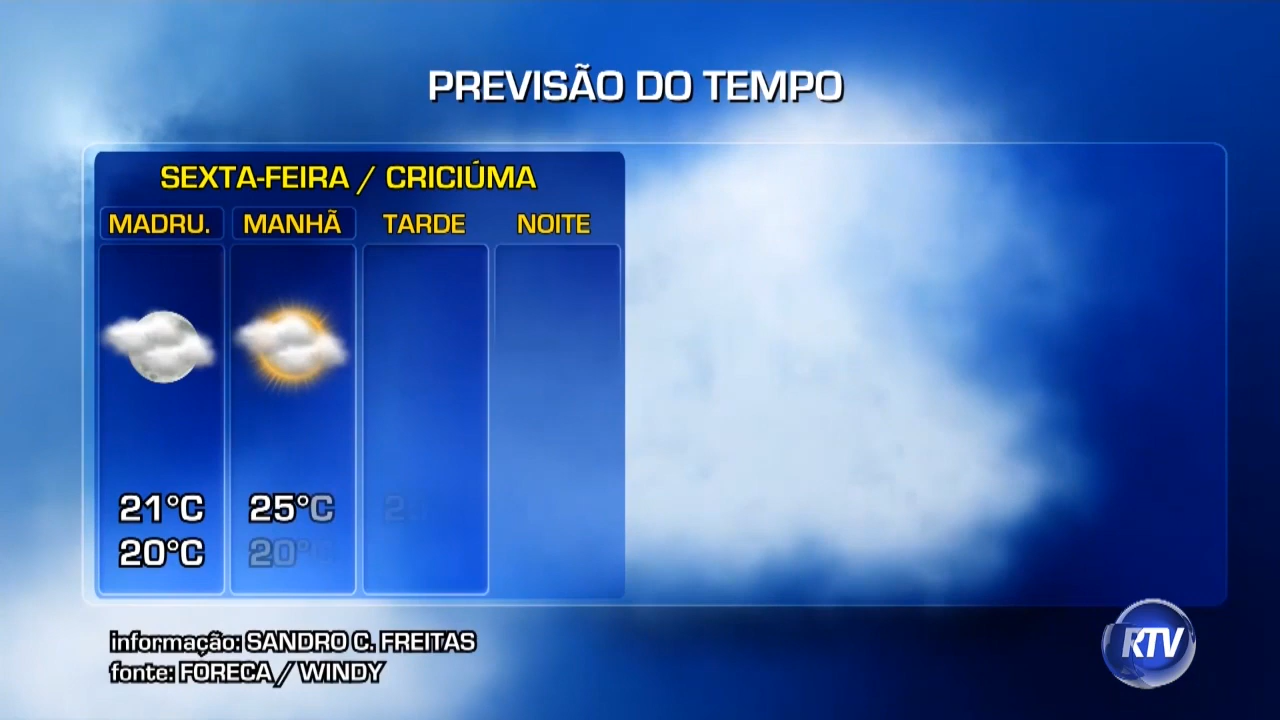 PREVISÃO DO TEMPO
SEXTA-FEIRA / CRICIÚMA
MADRU. MANHÃ TARDE NOITE
21°C 25°C
20°C 20°C
informação: SANDRO C. FREITAS
fonte: FORECA / WINDY
RTV